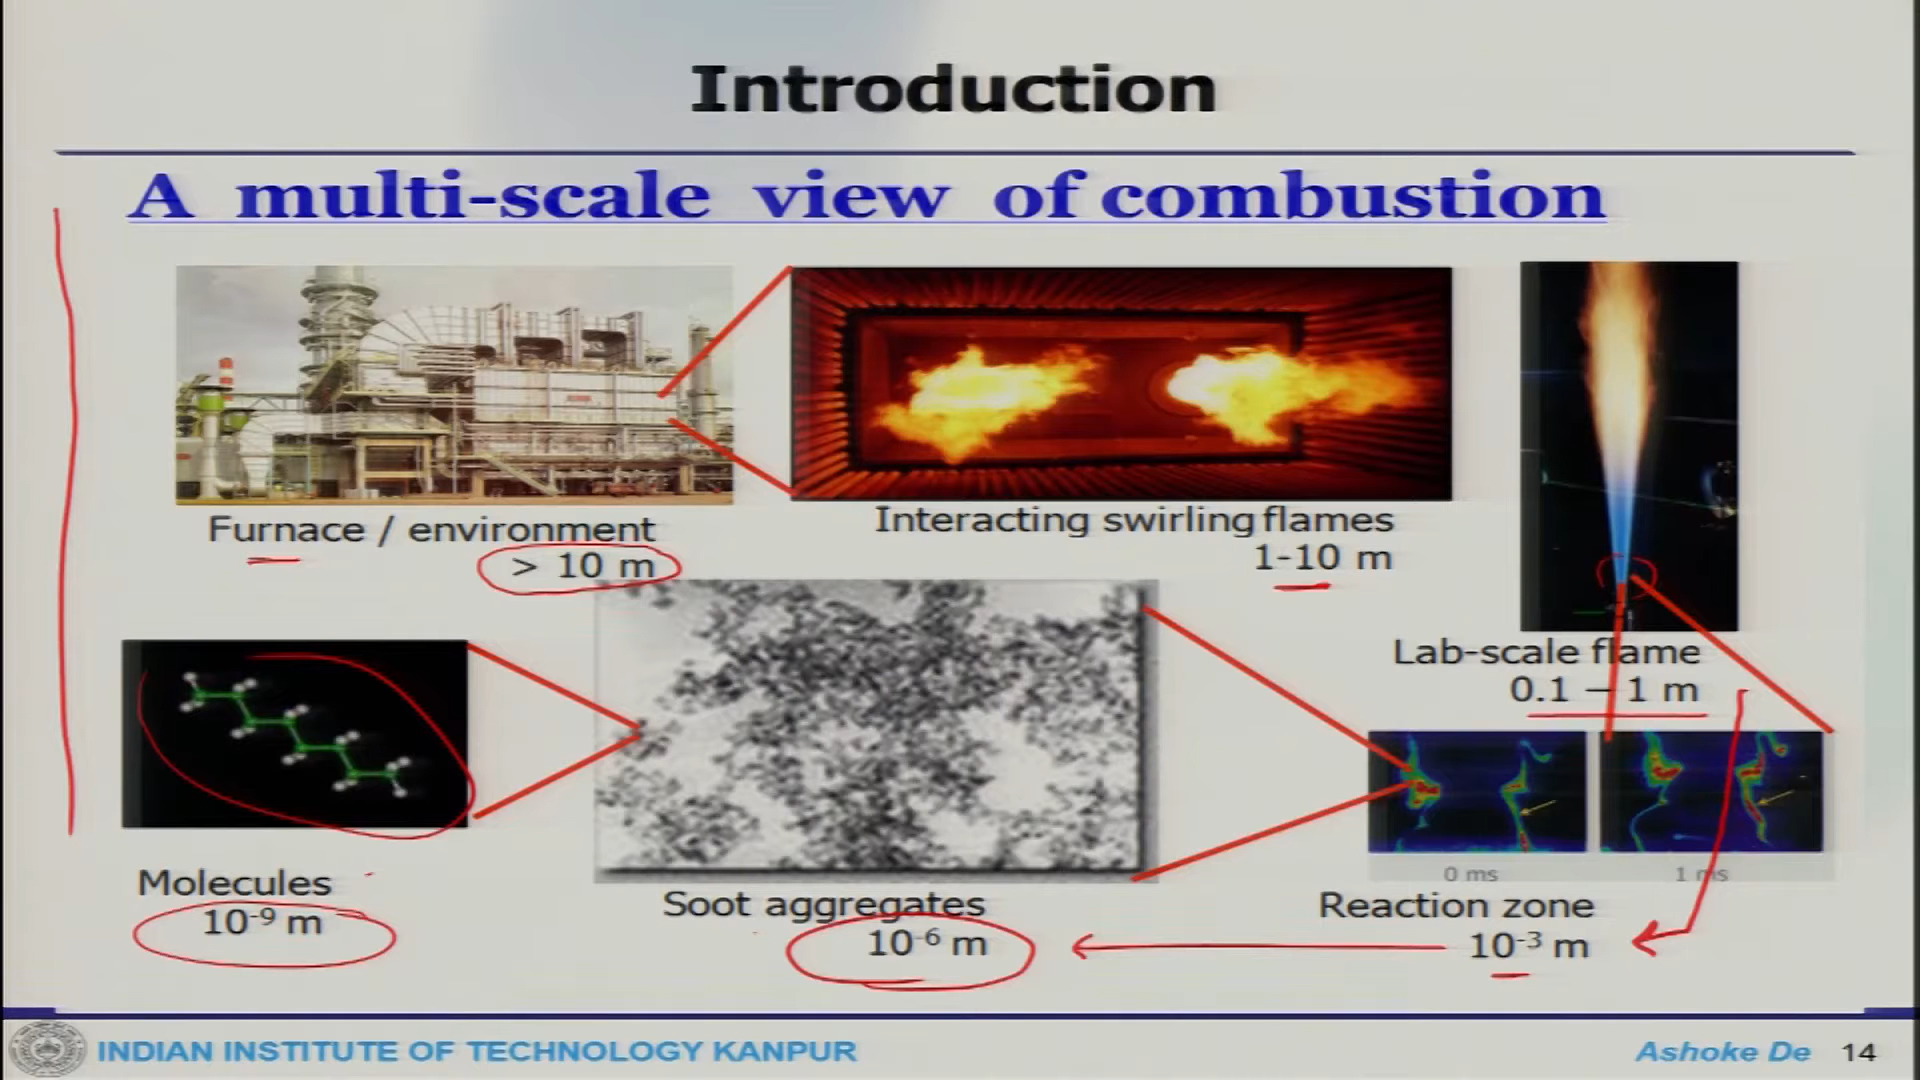 Introduction
A multi-scale view of combustion
Furnace / environment
> 10 m
Interacting swirling flames
1-10 m
Lab-scale flame
0.1 – 1 m
Molecules
10⁻⁹ m
Soot aggregates
10⁻⁶ m
0 ms
1 ms
Reaction zone
10⁻³ m
INDIAN INSTITUTE OF TECHNOLOGY KANPUR
Ashoke De 14